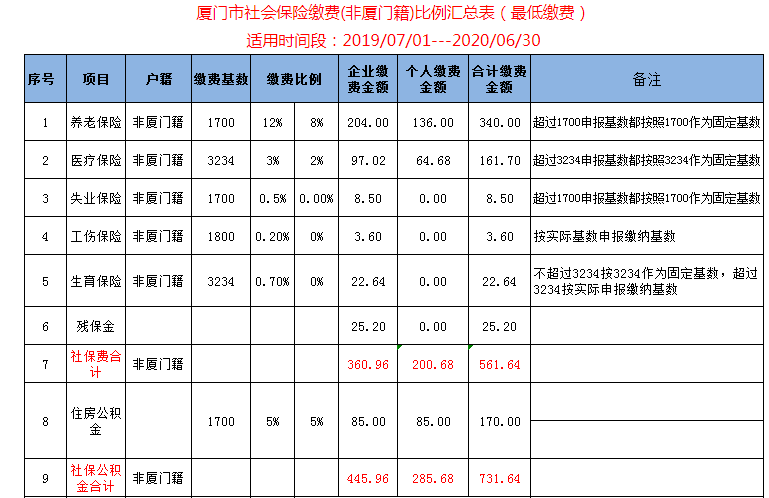 厦门市社会保险缴费(非厦门籍)比例汇总表（最低缴费）
适用时间段：2019/07/01---2020/06/30
序号 项目 户籍 缴费基数 缴费比例 企业缴费金额 个人缴费金额 合计缴费金额 备注
1 养老保险 非厦门籍 1700 12% 8% 204.00 136.00 340.00 超过1700申报基数都按照1700作为固定基数
2 医疗保险 非厦门籍 3234 3% 2% 97.02 64.68 161.70 超过3234申报基数都按照3234作为固定基数
3 失业保险 非厦门籍 1700 0.5% 0.00% 8.50 0.00 8.50 超过1700申报基数都按照1700作为固定基数
4 工伤保险 非厦门籍 1800 0.20% 0% 3.60 0.00 3.60 按实际基数申报缴纳基数
5 生育保险 非厦门籍 3234 0.70% 0% 22.64 0.00 22.64 不超过3234按3234作为固定基数，超过3234按实际申报缴纳基数
6 残保金 25.20 0.00 25.20
7 社保费合计 非厦门籍 360.96 200.68 561.64
8 住房公积金 1700 5% 5% 85.00 85.00 170.00
9 社保公积金合计 非厦门籍 445.96 285.68 731.64